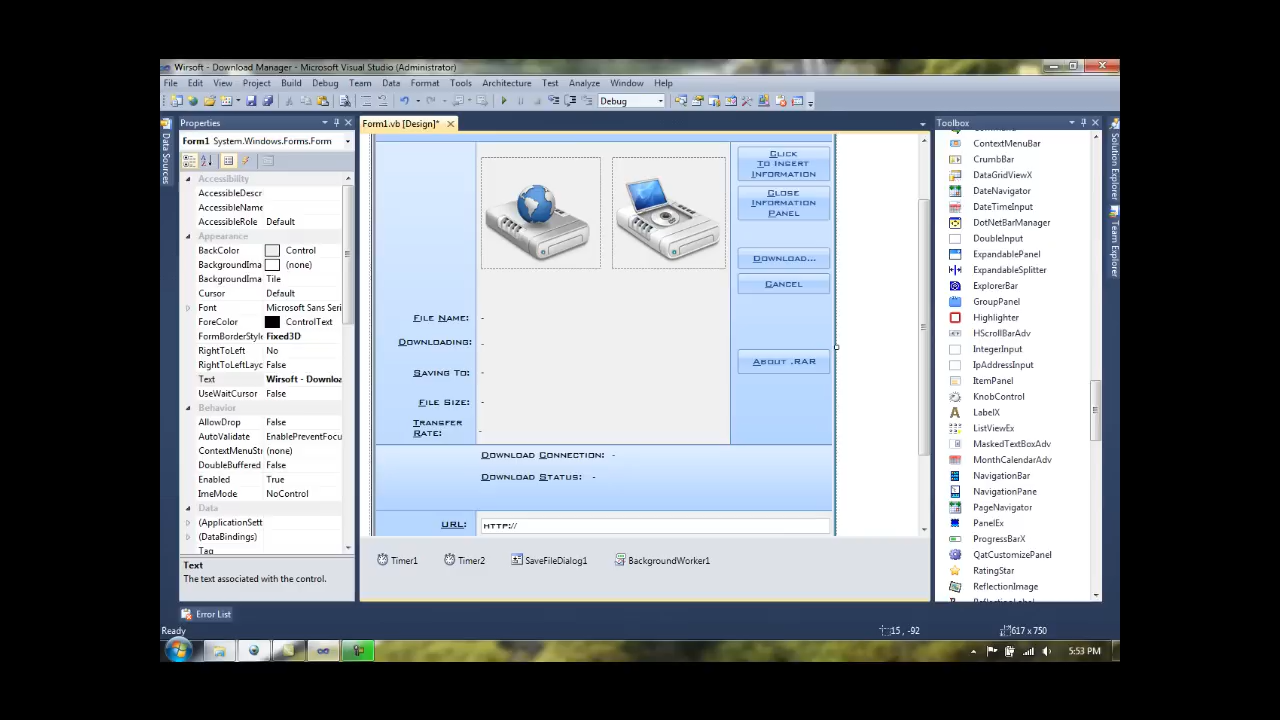 Wirsoft - Download Manager - Microsoft Visual Studio (Administrator)
File Edit View Project Build Debug Team Data Format Tools Architecture Test Analyze Window Help
Debug
Properties
Form1 System.Windows.Forms.Form
Accessibility
AccessibleDescr
AccessibleName
AccessibleRole Default
Appearance
BackColor Control
BackgroundIma (none)
BackgroundIma Tile
Cursor Default
Font Microsoft Sans Seri
ForeColor ControlText
FormBorderStyle Fixed3D
RightToLeft No
RightToLeftLayc False
Text Wirsoft - Downloa
UseWaitCursor False
Behavior
AllowDrop False
AutoValidate EnablePreventFocu
ContextMenuStr (none)
DoubleBuffered False
Enabled True
ImeMode NoControl
Data
(ApplicationSett
(DataBindings)
Tag
Text
The text associated with the control.
Data Sources
Form1.vb [Design]*
Click
To Insert
Information
Close
Information
Panel
Download...
Cancel
About .RAR
File Name: -
Downloading: -
Saving To: -
File Size: -
Transfer
Rate: -
Download Connection: -
Download Status: -
URL: http://
Timer1 Timer2 SaveFileDialog1 BackgroundWorker1
Toolbox
ContextMenuBar
CrumbBar
DataGridViewX
DateNavigator
DateTimeInput
DotNetBarManager
DoubleInput
ExpandablePanel
ExpandableSplitter
ExplorerBar
GroupPanel
Highlighter
HScrollBarAdv
IntegerInput
IpAddressInput
ItemPanel
KnobControl
LabelX
ListViewEx
MaskedTextBoxAdv
MonthCalendarAdv
NavigationBar
NavigationPane
PageNavigator
PanelEx
ProgressBarX
QatCustomizePanel
RatingStar
ReflectionImage
Solution Explorer
Team Explorer
Error List
Ready
15 , -92
617 x 750
5:53 PM